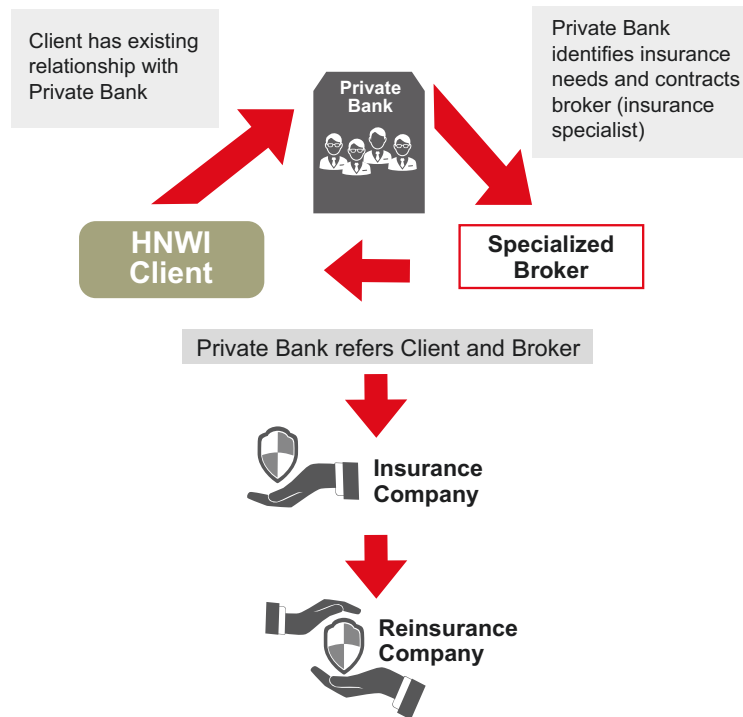 Client has existing
relationship with
Private Bank
Private Bank
identifies insurance
needs and contracts
broker (insurance
specialist)
Private
Bank
HNWI
Client
Specialized
Broker
Private Bank refers Client and Broker
Insurance
Company
Reinsurance
Company